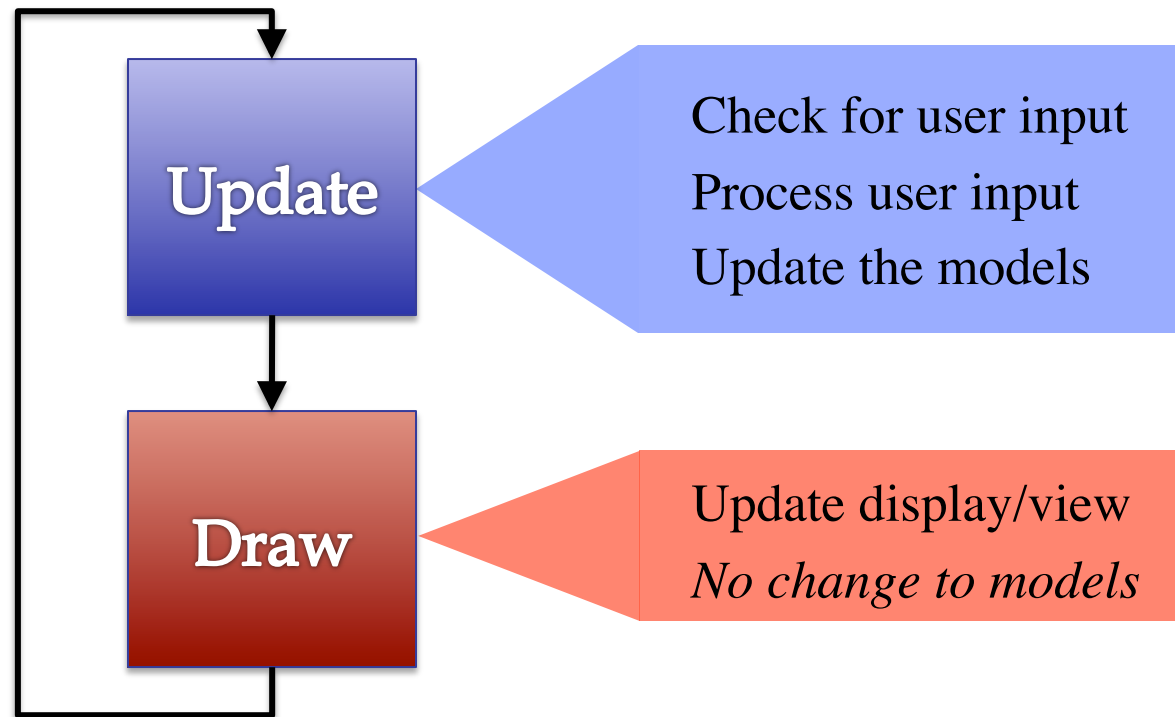 Update
Check for user input
Process user input
Update the models
Draw
Update display/view
No change to models